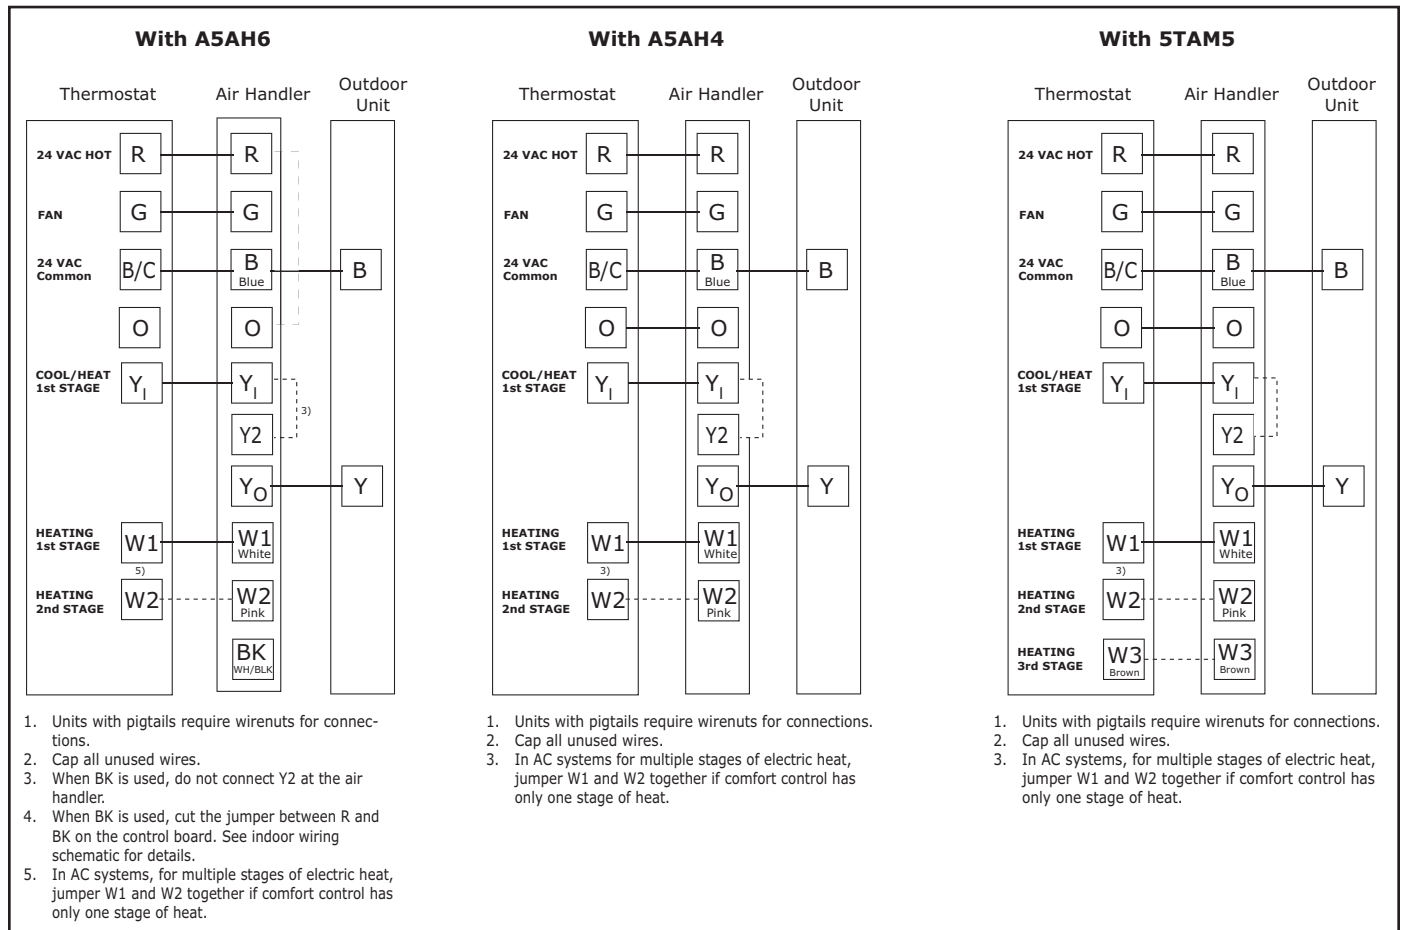 With A5AH6
Thermostat
Air Handler
Outdoor
Unit
24 VAC HOT
R
R
FAN
G
G
24 VAC
Common
B/C
B
Blue
B
O
O
COOL/HEAT
1st STAGE
YI
YI
3)
Y2
YO
Y
HEATING
1st STAGE
W1
W1
White
5)
HEATING
2nd STAGE
W2
W2
Pink
BK
WH/BLK
1. Units with pigtails require wirenuts for connec-
tions.
2. Cap all unused wires.
3. When BK is used, do not connect Y2 at the air
handler.
4. When BK is used, cut the jumper between R and
BK on the control board. See indoor wiring
schematic for details.
5. In AC systems, for multiple stages of electric heat,
jumper W1 and W2 together if comfort control has
only one stage of heat.
With A5AH4
Thermostat
Air Handler
Outdoor
Unit
24 VAC HOT
R
R
FAN
G
G
24 VAC
Common
B/C
B
Blue
B
O
O
COOL/HEAT
1st STAGE
YI
YI
Y2
YO
Y
HEATING
1st STAGE
W1
W1
White
3)
HEATING
2nd STAGE
W2
W2
Pink
1. Units with pigtails require wirenuts for connections.
2. Cap all unused wires.
3. In AC systems for multiple stages of electric heat,
jumper W1 and W2 together if comfort control has
only one stage of heat.
With 5TAM5
Thermostat
Air Handler
Outdoor
Unit
24 VAC HOT
R
R
FAN
G
G
24 VAC
Common
B/C
B
Blue
B
O
O
COOL/HEAT
1st STAGE
YI
YI
Y2
YO
Y
HEATING
1st STAGE
W1
W1
White
3)
HEATING
2nd STAGE
W2
W2
Pink
HEATING
3rd STAGE
W3
Brown
W3
Brown
1. Units with pigtails require wirenuts for connections.
2. Cap all unused wires.
3. In AC systems, for multiple stages of electric heat,
jumper W1 and W2 together if comfort control has
only one stage of heat.